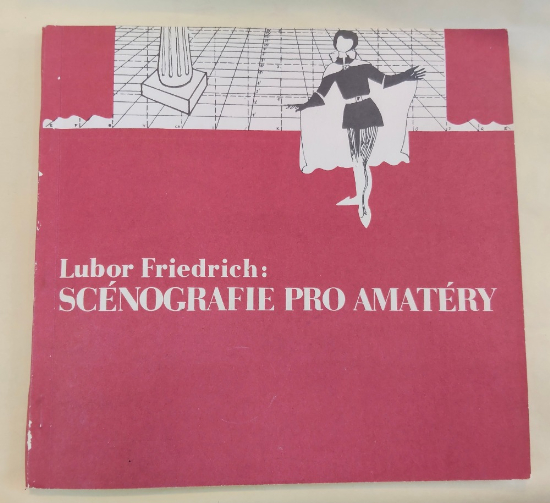 Lubor Friedrich:
SCÉNOGRAFIE PRO AMATÉRY